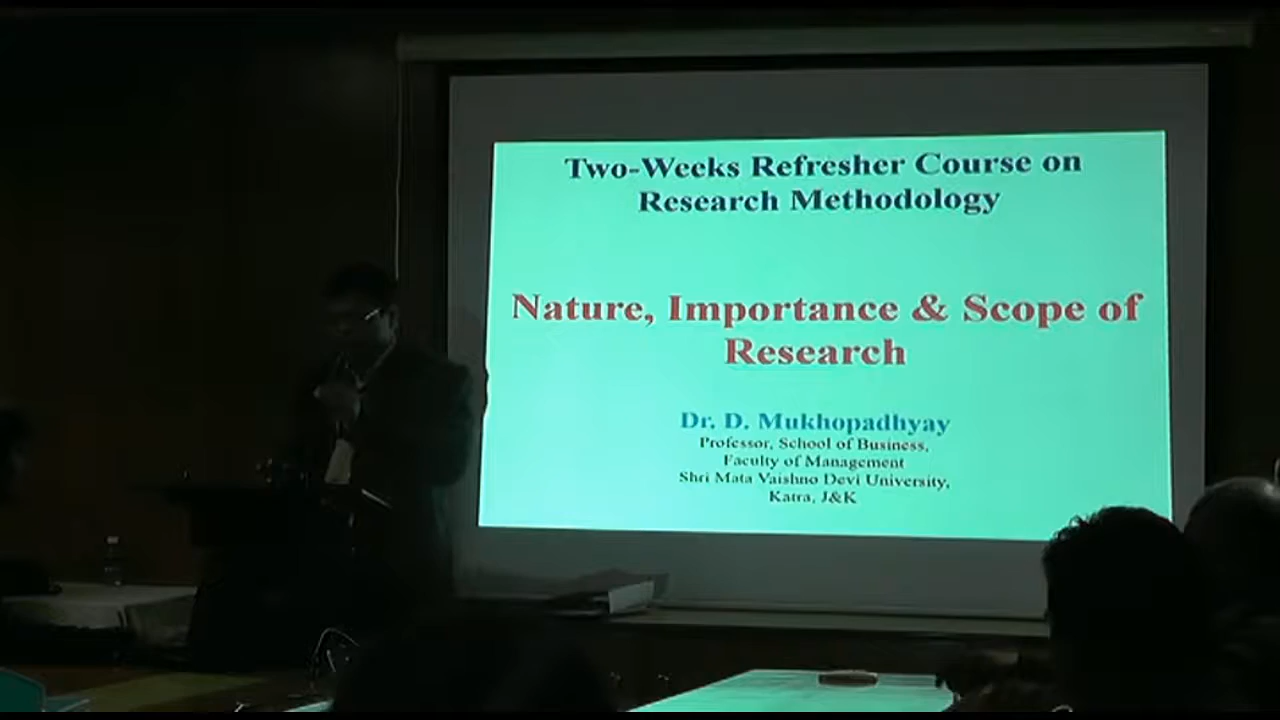 Two-Weeks Refresher Course on
Research Methodology
Nature, Importance & Scope of
Research
Dr. D. Mukhopadhyay
Professor, School of Business,
Faculty of Management
Shri Mata Vaishno Devi University,
Katra, J&K